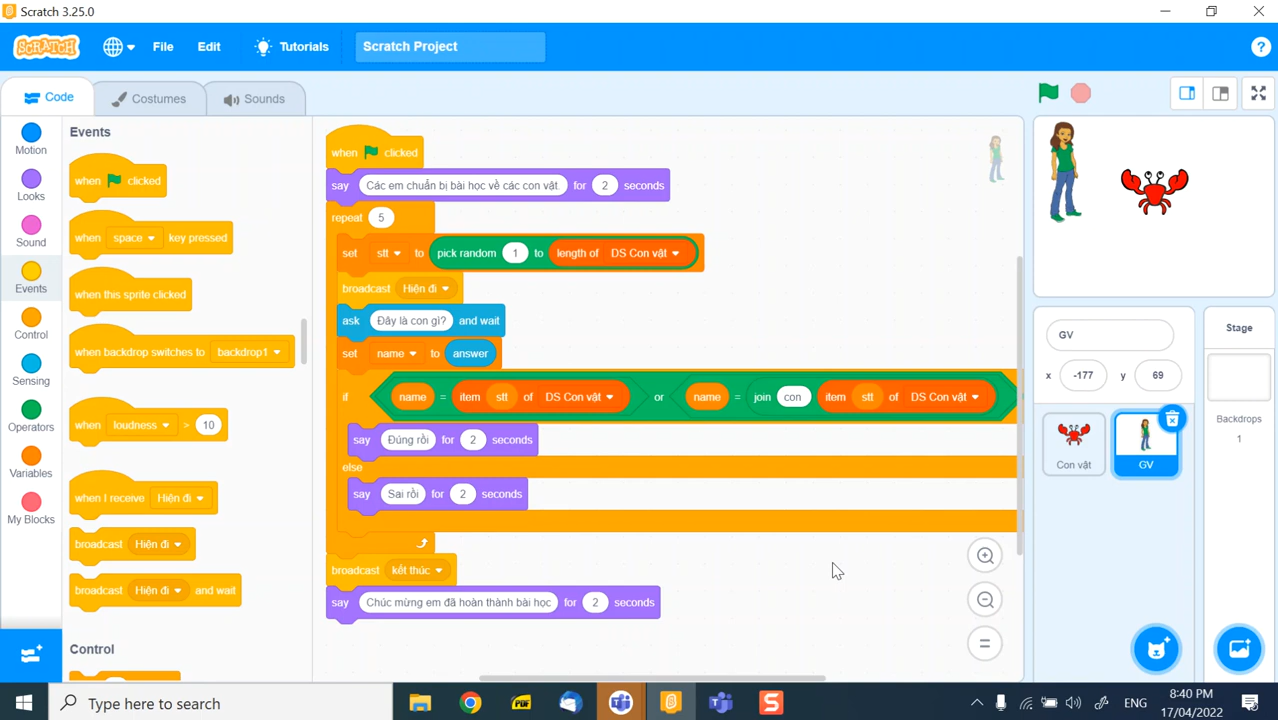 Scratch 3.25.0
SCRATCH File Edit Tutorials Scratch Project ?
Code Costumes Sounds
Motion
Looks
Sound
Events
Control
Sensing
Operators
Variables
My Blocks
Events
when clicked
when space key pressed
when this sprite clicked
when backdrop switches to backdrop1
when loudness > 10
when I receive Hiện đi
broadcast Hiện đi
broadcast Hiện đi and wait
Control
when clicked
say Các em chuẩn bị bài học về các con vật for 2 seconds
repeat 5
set stt to pick random 1 to length of DS Con vật
broadcast Hiện đi
ask Đây là con gì? and wait
set name to answer
if name = item stt of DS Con vật or name = join con item stt of DS Con vật
say Đúng rồi for 2 seconds
else
say Sai rồi for 2 seconds
broadcast kết thúc
say Chúc mừng em đã hoàn thành bài học for 2 seconds
GV
x -177 y 69
Con vật
GV
Stage
Backdrops
1
Type here to search
PDF
S
ENG
8:40 PM
17/04/2022